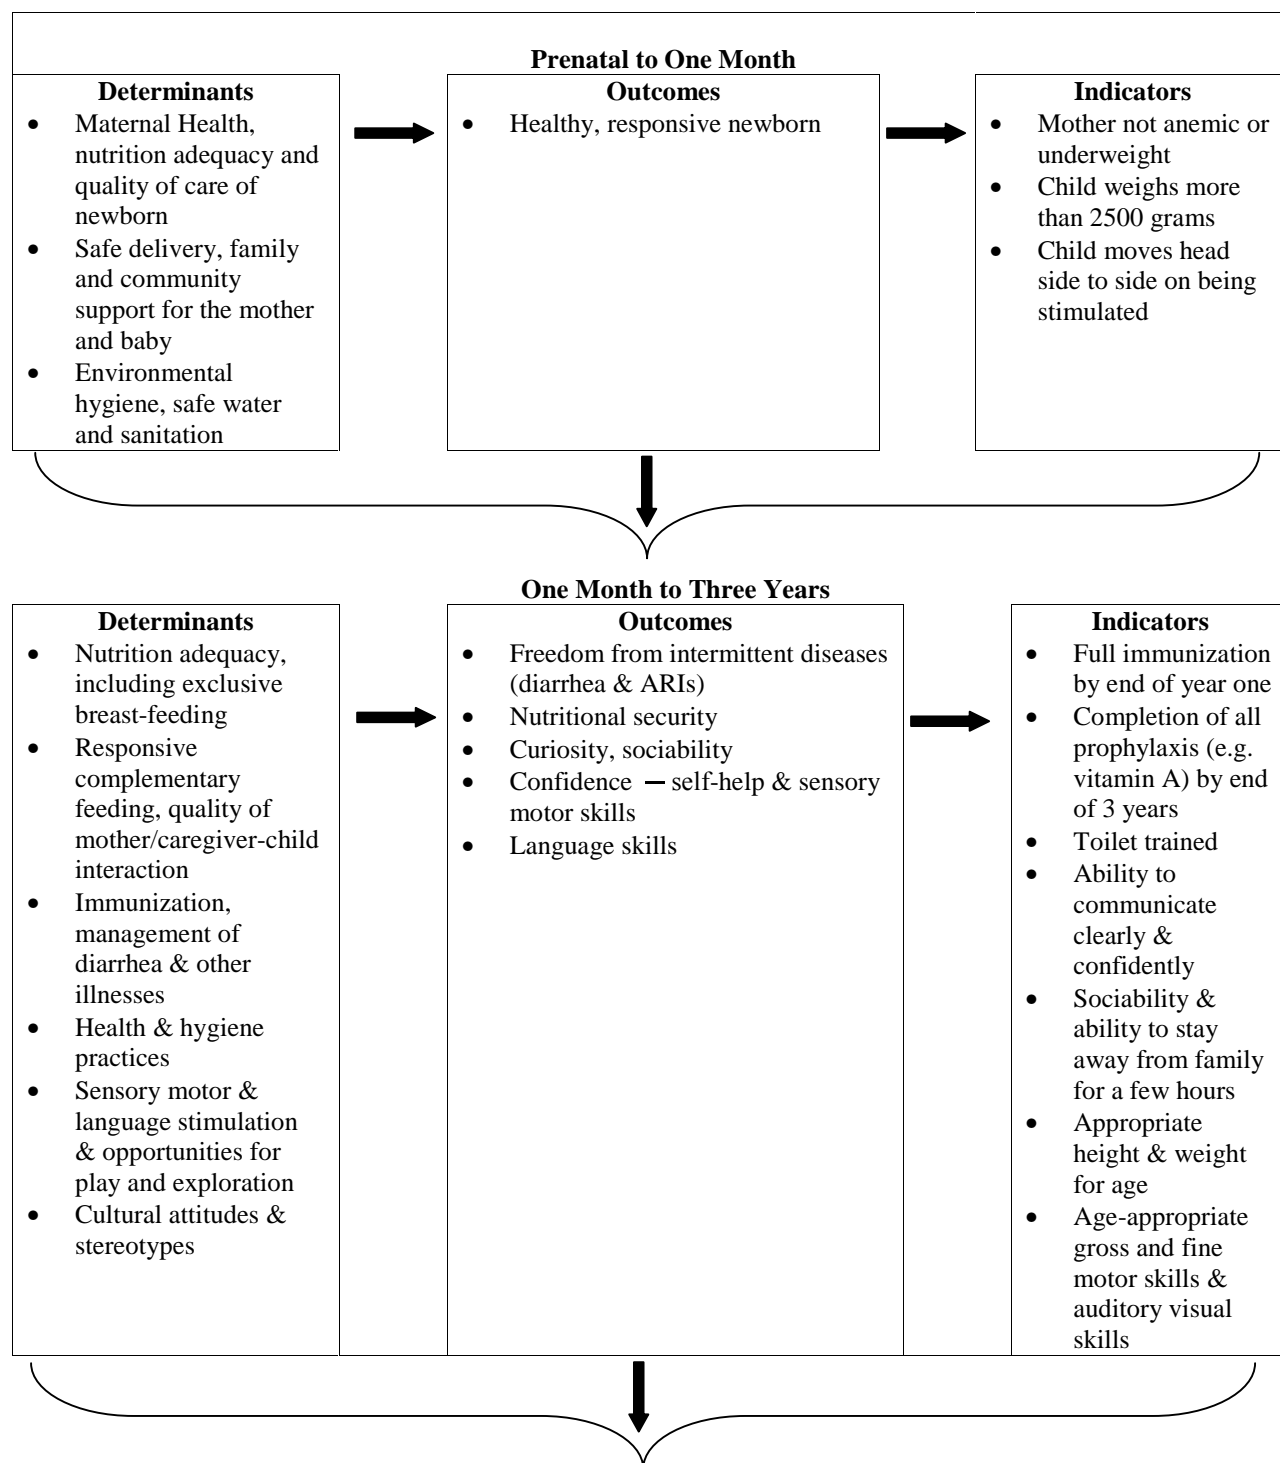 Prenatal to One Month
Determinants
• Maternal Health,
nutrition adequacy and
quality of care of
newborn
• Safe delivery, family
and community
support for the mother
and baby
• Environmental
hygiene, safe water
and sanitation
Outcomes
• Healthy, responsive newborn
Indicators
• Mother not anemic or
underweight
• Child weighs more
than 2500 grams
• Child moves head
side to side on being
stimulated
One Month to Three Years
Determinants
• Nutrition adequacy,
including exclusive
breast-feeding
• Responsive
complementary
feeding, quality of
mother/caregiver-child
interaction
• Immunization,
management of
diarrhea & other
illnesses
• Health & hygiene
practices
• Sensory motor &
language stimulation
& opportunities for
play and exploration
• Cultural attitudes &
stereotypes
Outcomes
• Freedom from intermittent diseases
(diarrhea & ARIs)
• Nutritional security
• Curiosity, sociability
• Confidence — self-help & sensory
motor skills
• Language skills
Indicators
• Full immunization
by end of year one
• Completion of all
prophylaxis (e.g.
vitamin A) by end
of 3 years
• Toilet trained
• Ability to
communicate
clearly &
confidently
• Sociability &
ability to stay
away from family
for a few hours
• Appropriate
height & weight
for age
• Age-appropriate
gross and fine
motor skills &
auditory visual
skills